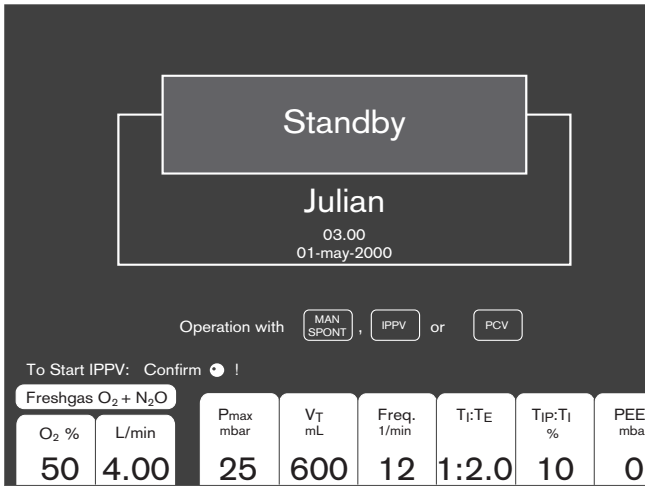 Standby
Julian
03.00
01-may-2000
Operation with MAN SPONT , IPPV or PCV
To Start IPPV: Confirm !
Freshgas O₂ + N₂O
O₂ % L/min
50 4.00
Pmax VT Freq. TI:TE TIP:TI PEE
mbar mL 1/min % mba
25 600 12 1:2.0 10 0